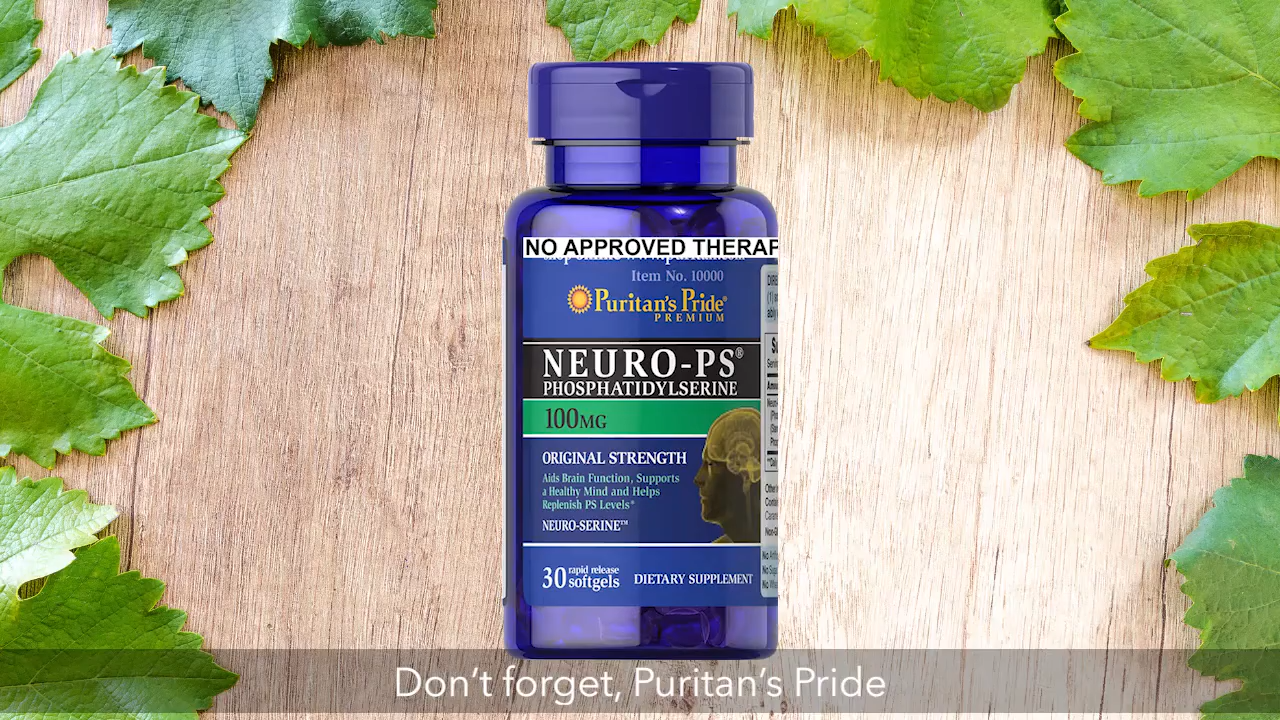 NO APPROVED THERAP
Item No. 10000
Puritan's Pride®
PREMIUM
NEURO-PS®
PHOSPHATIDYLSERINE
100MG
ORIGINAL STRENGTH
Aids Brain Function, Supports
a Healthy Mind and Helps
Replenish PS Levels*
NEURO-SERINE™
30 rapid release
softgels
DIETARY SUPPLEMENT
Don't forget, Puritan's Pride